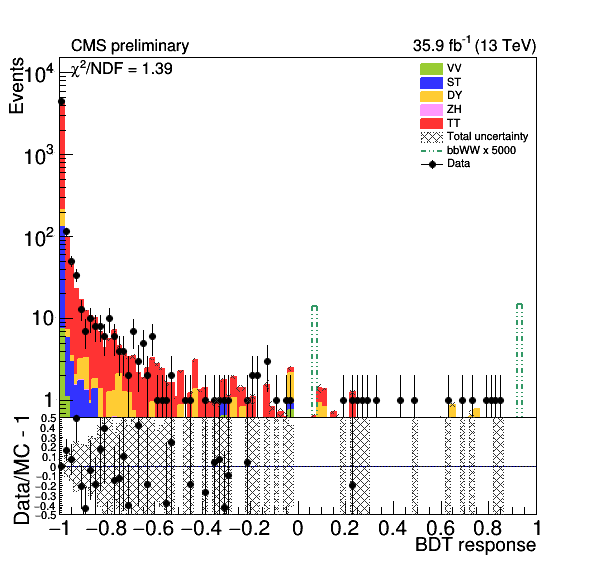 CMS preliminary 35.9 fb⁻¹ (13 TeV)
Events
χ²/NDF = 1.39
10⁴
10³
10²
10
1
VV
ST
DY
ZH
TT
Total uncertainty
bbWW x 5000
Data
Data/MC - 1
0.5
0.4
0.3
0.2
0.1
0
−0.1
−0.2
−0.3
−0.4
−0.5
−1 −0.8 −0.6 −0.4 −0.2 0 0.2 0.4 0.6 0.8 1
BDT response